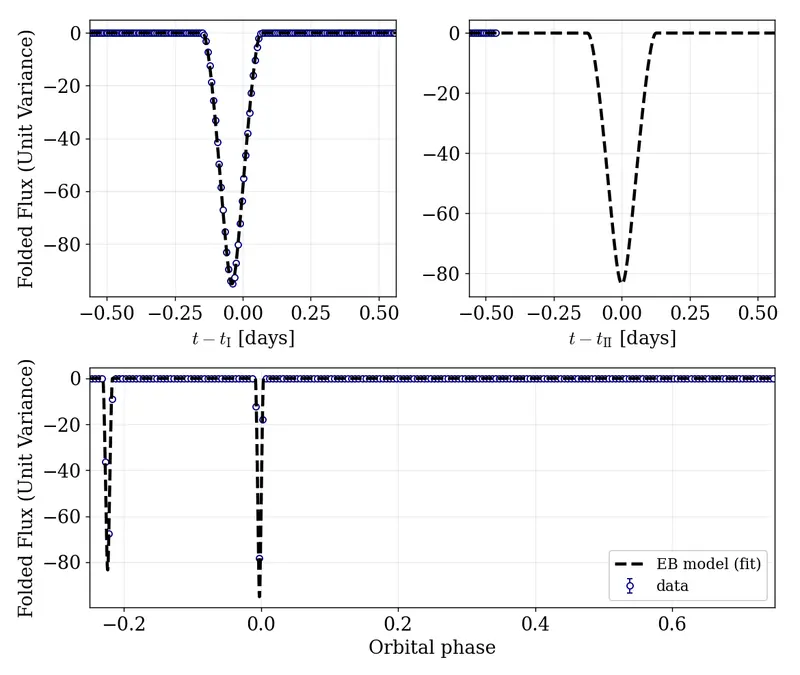 Folded Flux (Unit Variance)
0
−20
−40
−60
−80
−0.50 −0.25 0.00 0.25 0.50
t − tI [days]
0
−20
−40
−60
−80
−0.50 −0.25 0.00 0.25 0.50
t − tII [days]
Folded Flux (Unit Variance)
0
−20
−40
−60
−80
EB model (fit)
data
−0.2 0.0 0.2 0.4 0.6
Orbital phase